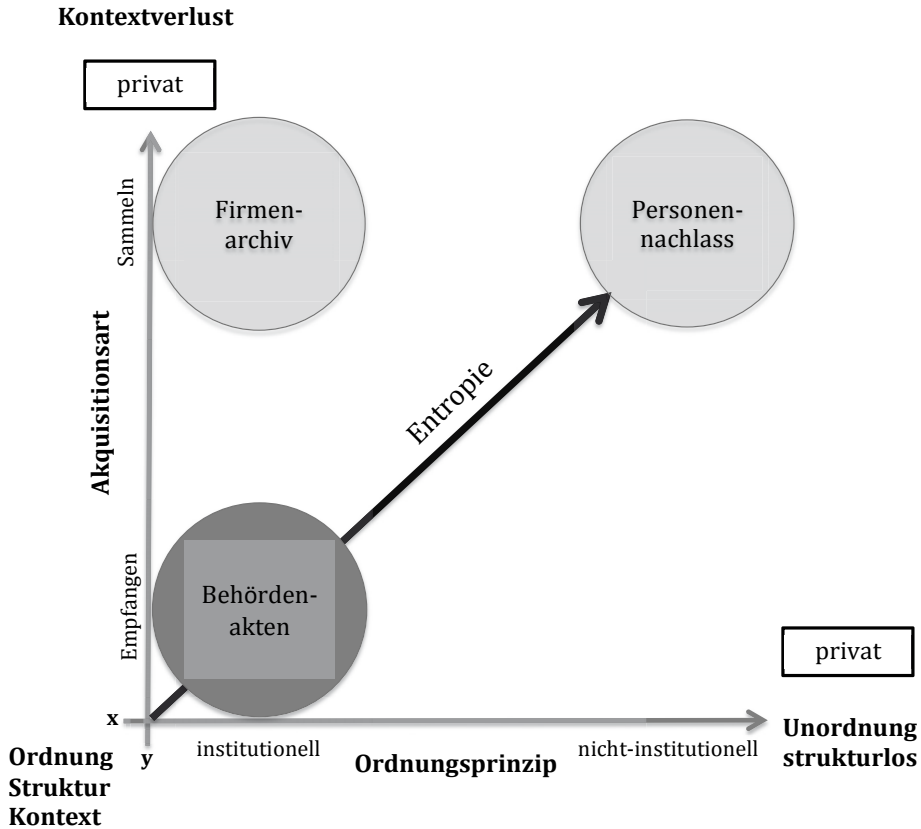 Kontextverlust
privat
Sammeln
Firmen-
archiv
Personen-
nachlass
Akquisitionsart
Entropie
Empfangen
Behörden-
akten
privat
x
y
institutionell
Ordnungsprinzip
nicht-institutionell
Unordnung
strukturlos
Ordnung
Struktur
Kontext